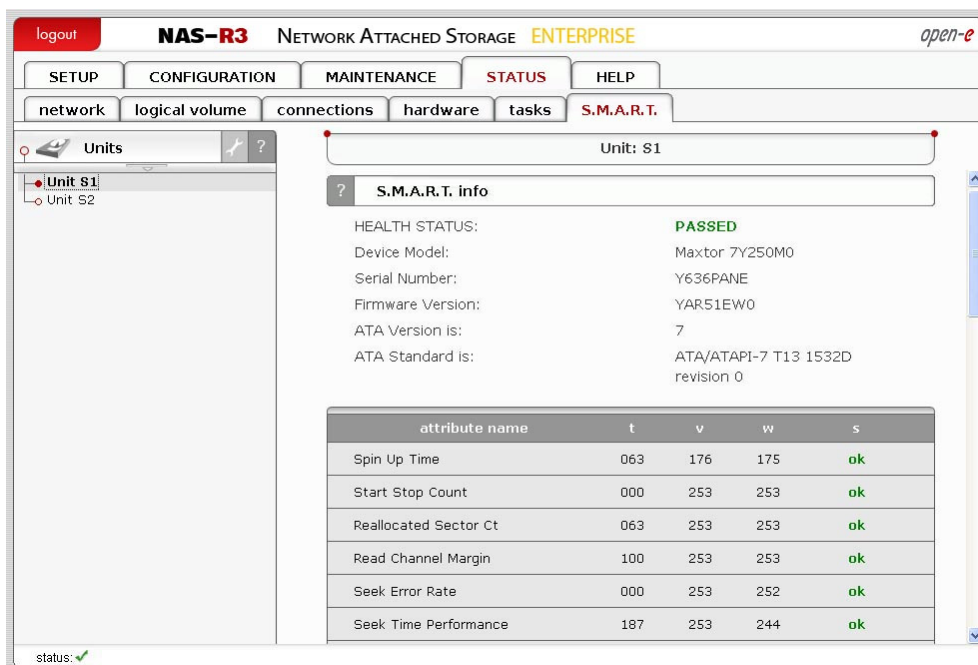 logout NAS-R3 NETWORK ATTACHED STORAGE ENTERPRISE open-e
SETUP CONFIGURATION MAINTENANCE STATUS HELP
network logical volume connections hardware tasks S.M.A.R.T.
Units ?
Unit S1
Unit S2
Unit: S1
? S.M.A.R.T. info
HEALTH STATUS: PASSED
Device Model: Maxtor 7Y250M0
Serial Number: Y636PANE
Firmware Version: YAR51EW0
ATA Version is: 7
ATA Standard is: ATA/ATAPI-7 T13 1532D
revision 0
attribute name t v w s
Spin Up Time 063 176 175 ok
Start Stop Count 000 253 253 ok
Reallocated Sector Ct 063 253 253 ok
Read Channel Margin 100 253 253 ok
Seek Error Rate 000 253 252 ok
Seek Time Performance 187 253 244 ok
status: